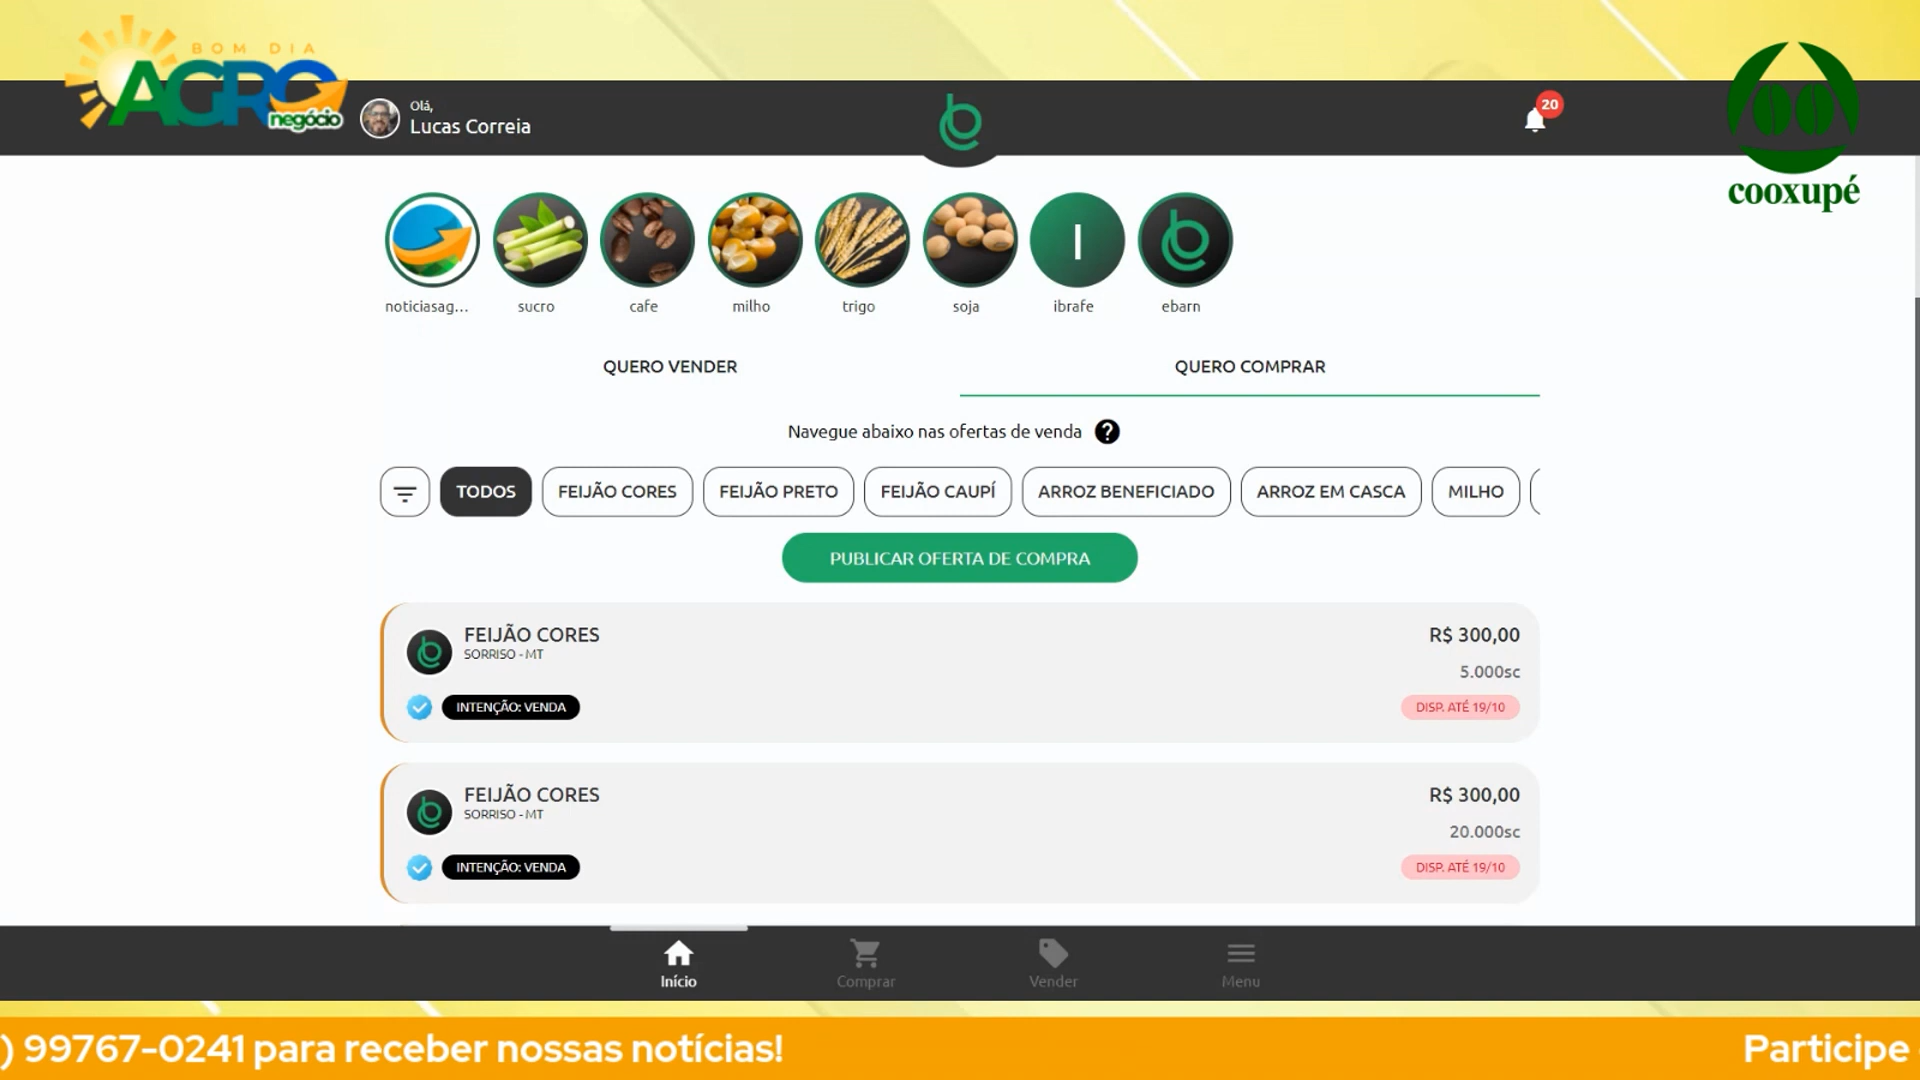 BOM DIA
AGRO
negócio
Olá,
Lucas Correia
20
cooxupé
noticiasag...
sucro
cafe
milho
trigo
soja
I
ibrafe
ebarn
QUERO VENDER
QUERO COMPRAR
Navegue abaixo nas ofertas de venda ?
TODOS
FEIJÃO CORES
FEIJÃO PRETO
FEIJÃO CAUPÍ
ARROZ BENEFICIADO
ARROZ EM CASCA
MILHO
PUBLICAR OFERTA DE COMPRA
FEIJÃO CORES
R$ 300,00
SORRISO - MT
5.000sc
INTENÇÃO: VENDA
DISP. ATÉ 19/10
FEIJÃO CORES
R$ 300,00
SORRISO - MT
20.000sc
INTENÇÃO: VENDA
DISP. ATÉ 19/10
Início
Comprar
Vender
Menu
) 99767-0241 para receber nossas notícias!
Participe